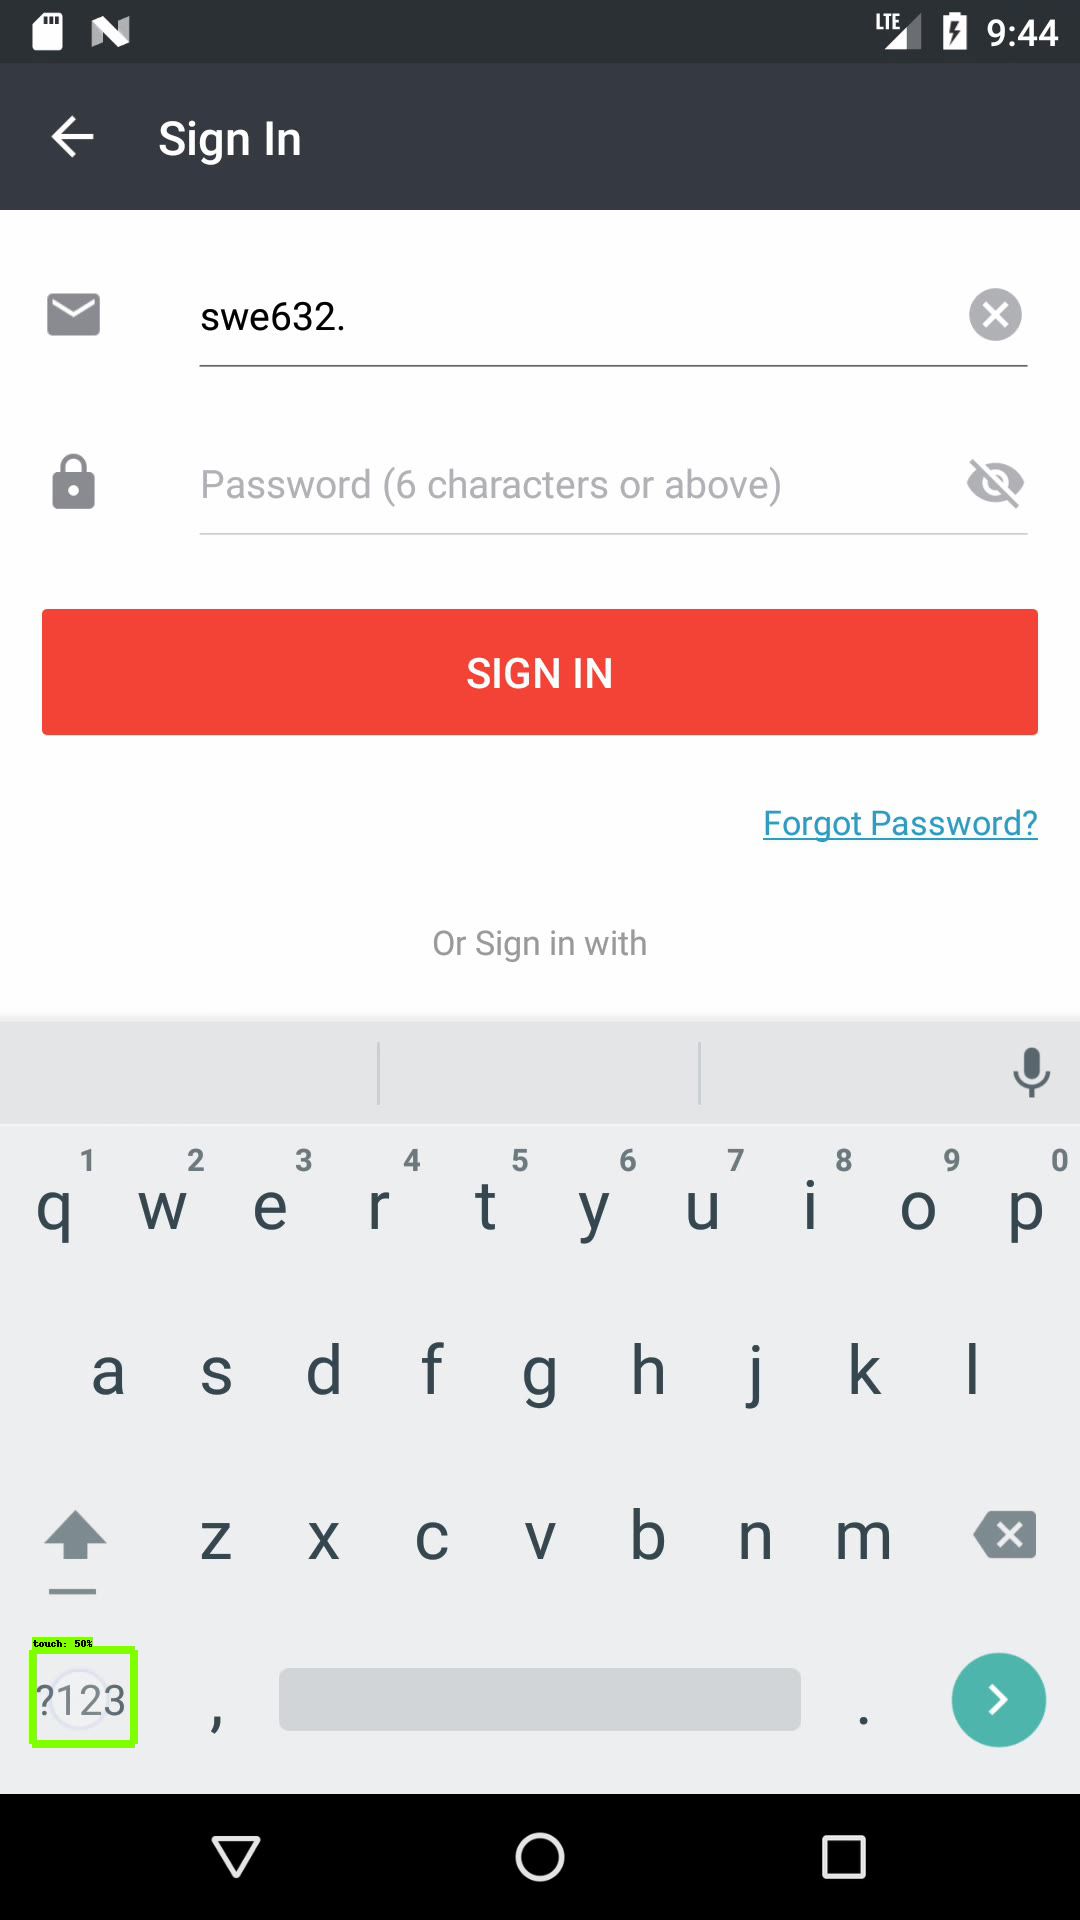 LTE 9:44
Sign In
swe632.
Password (6 characters or above)
SIGN IN
Forgot Password?
Or Sign in with
1 2 3 4 5 6 7 8 9 0
q w e r t y u i o p
a s d f g h j k l
z x c v b n m
touch: 50%
?123 , .